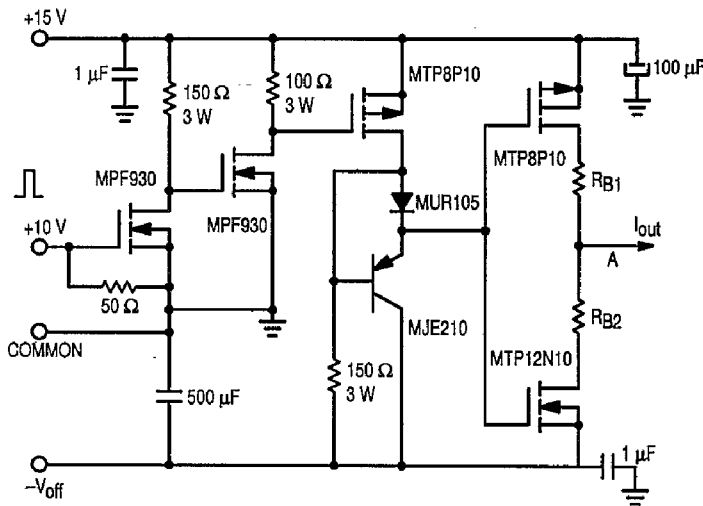 +15 V
1 µF
150 Ω
3 W
100 Ω
3 W
MTP8P10
100 µF
MPF930
MPF930
MTP8P10
MUR105
RB1
+10 V
50 Ω
Iout
A
COMMON
MJE210
RB2
500 µF
150 Ω
3 W
MTP12N10
1 µF
–Voff